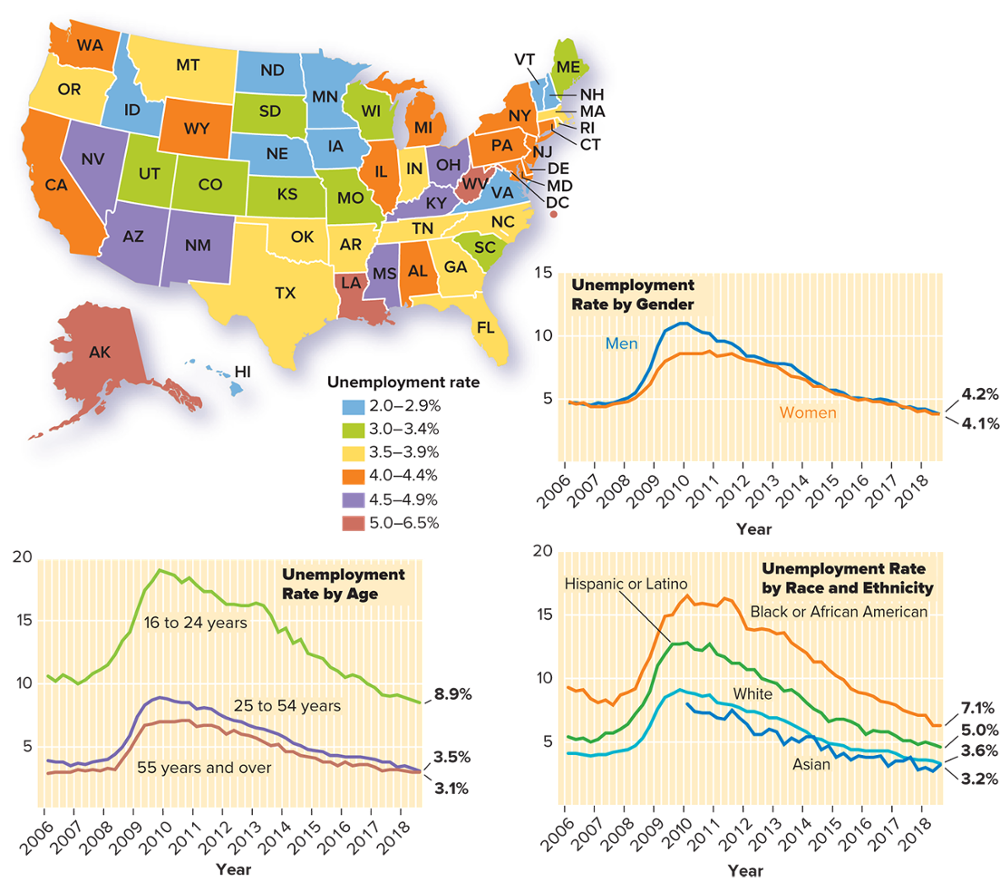 WA
MT
ND
MN
VT
ME
OR
ID
SD
WI
NH
MA
WY
MI
NY
RI
CT
NE
IA
PA
NJ
NV
UT
CO
IL
IN
OH
DE
CA
KS
MO
WV
VA
MD
KY
DC
AZ
NM
OK
AR
TN
NC
SC
MS
AL
GA
TX
LA
FL
AK
HI
Unemployment rate
2.0–2.9%
3.0–3.4%
3.5–3.9%
4.0–4.4%
4.5–4.9%
5.0–6.5%
Unemployment
Rate by Gender
15
10
5
Men
Women
4.2%
4.1%
2006 2007 2008 2009 2010 2011 2012 2013 2014 2015 2016 2017 2018
Year
Unemployment
Rate by Age
20
15
10
5
16 to 24 years
25 to 54 years
55 years and over
8.9%
3.5%
3.1%
2006 2007 2008 2009 2010 2011 2012 2013 2014 2015 2016 2017 2018
Year
Unemployment Rate
by Race and Ethnicity
20
15
10
5
Hispanic or Latino
Black or African American
White
Asian
7.1%
5.0%
3.6%
3.2%
2006 2007 2008 2009 2010 2011 2012 2013 2014 2015 2016 2017 2018
Year